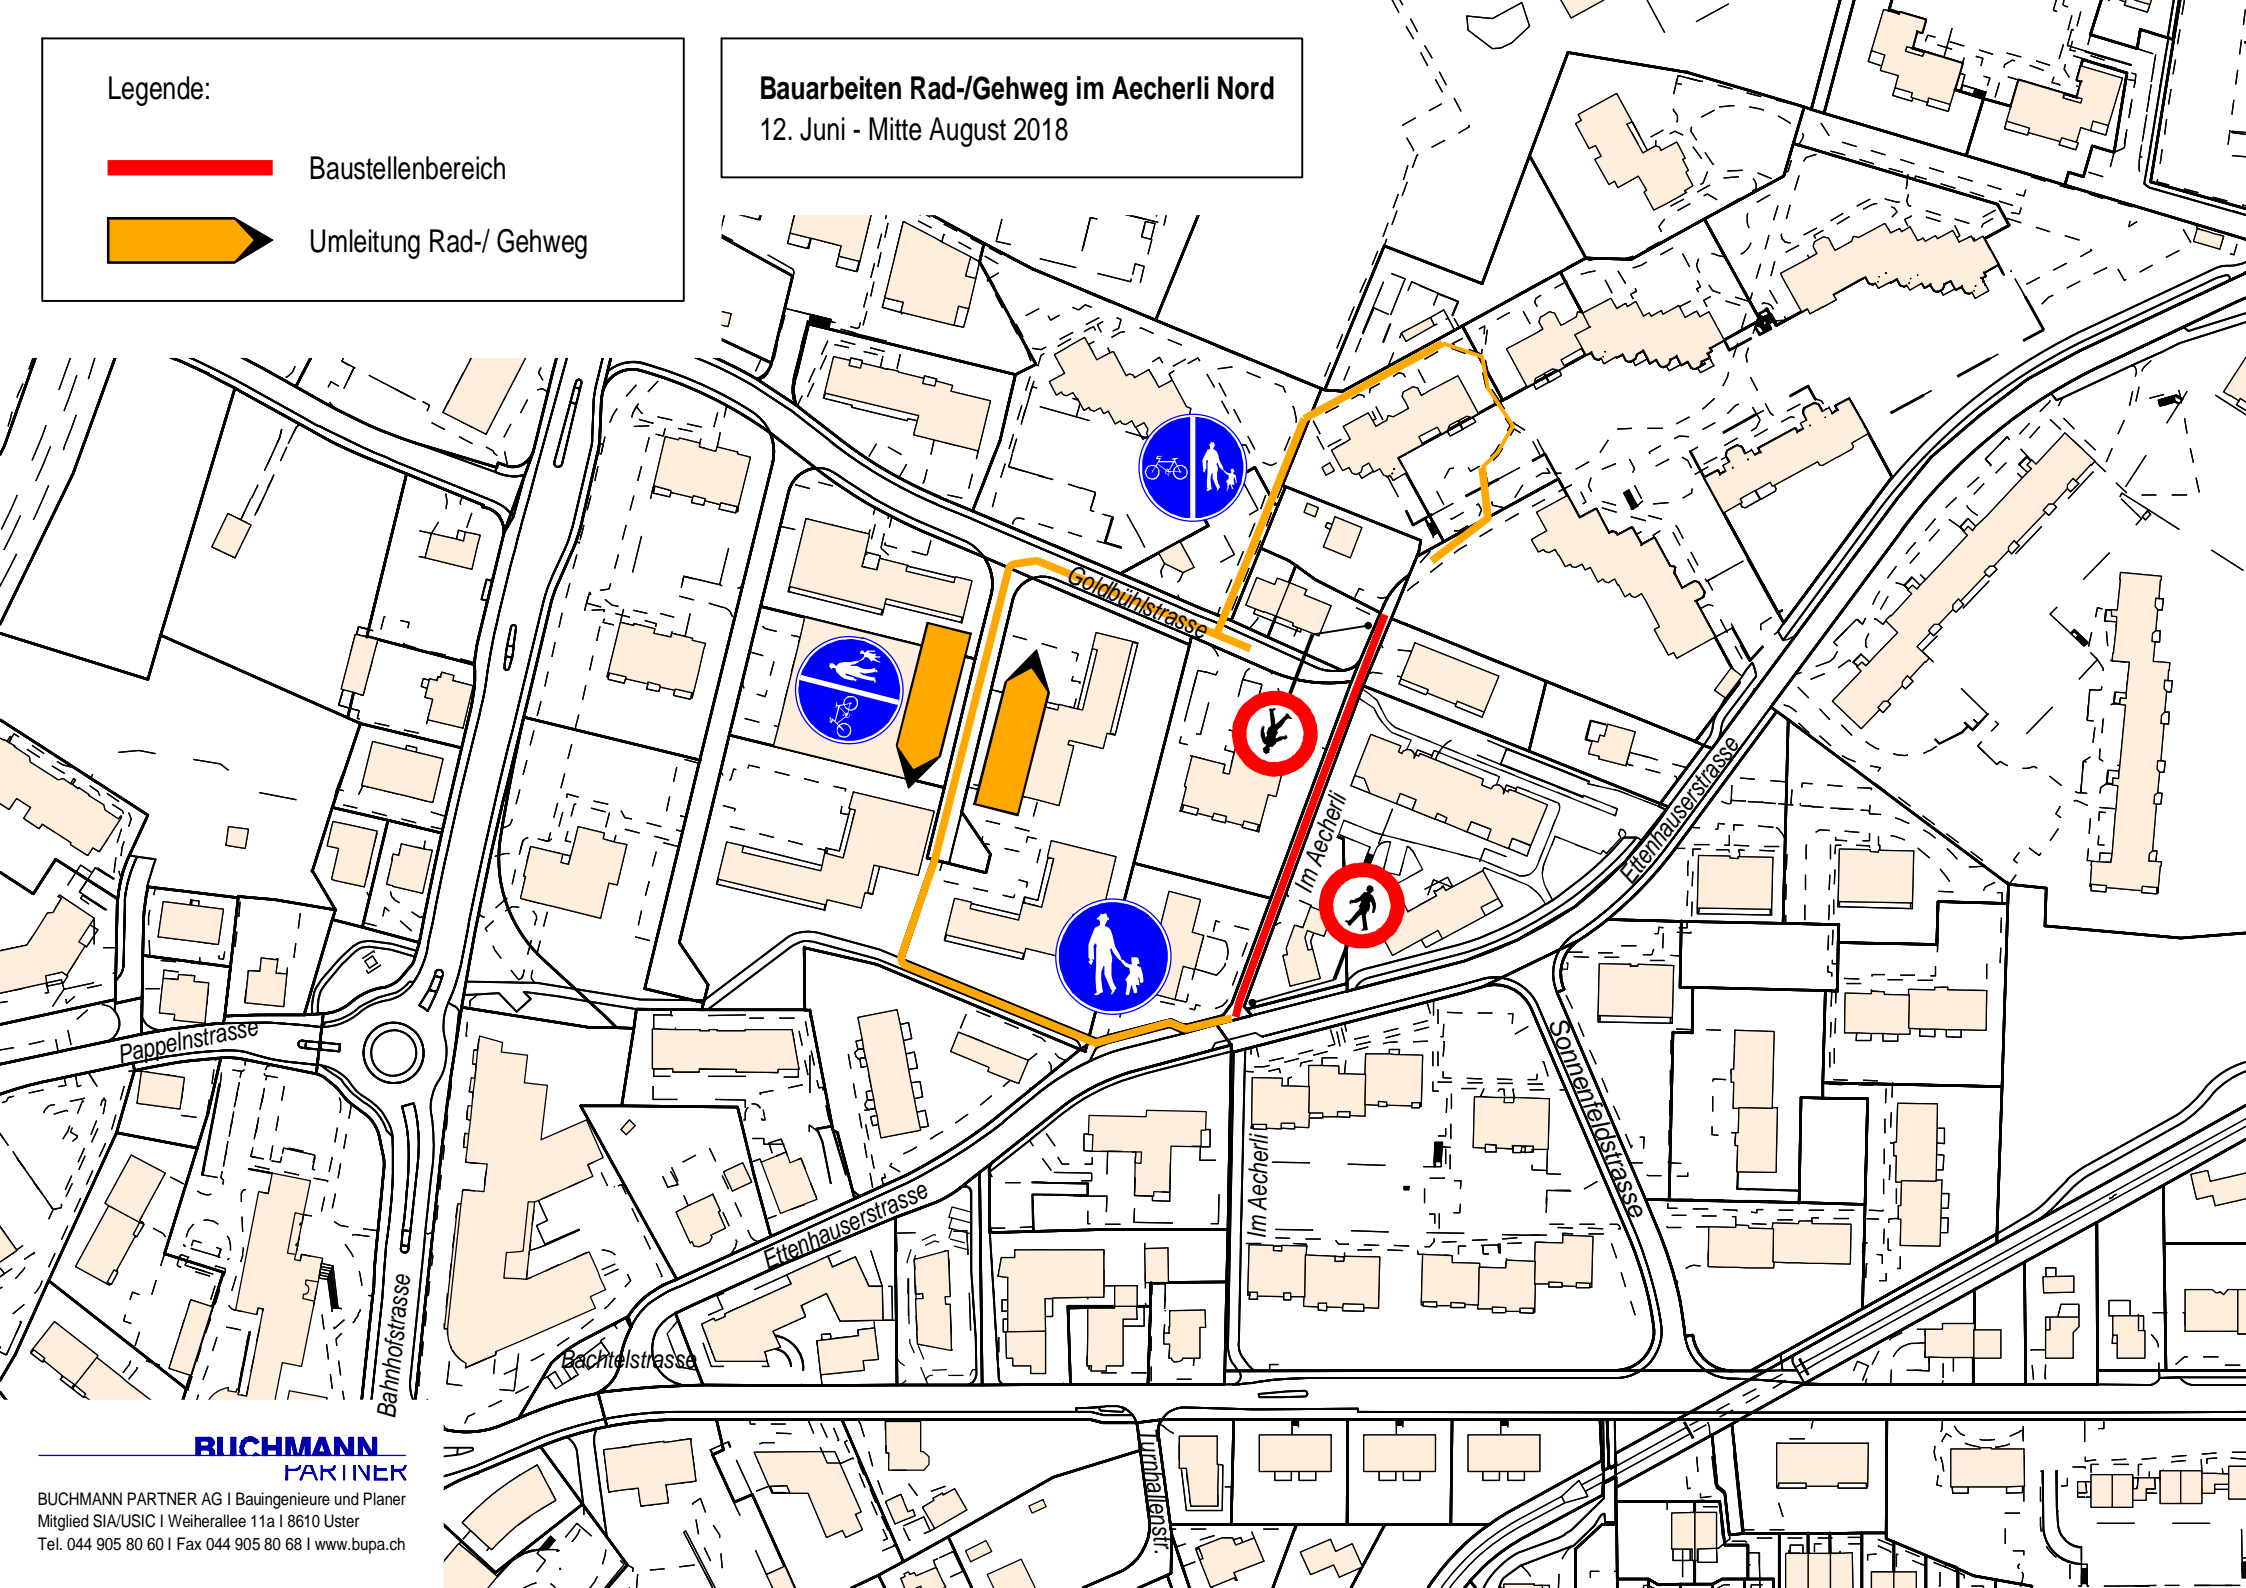 Legende:
Baustellenbereich
Umleitung Rad-/ Gehweg
Bauarbeiten Rad-/Gehweg im Aecherli Nord
12. Juni - Mitte August 2018
Goldbühlstrasse
Im Aecherli
Ettenhauserstrasse
Pappelnstrasse
Sonnenfeldstrasse
Im Aecherli
Ettenhauserstrasse
Bahnhofstrasse
Bachtelstrasse
Turnhallenstr.
BUCHMANN
PARTNER
BUCHMANN PARTNER AG I Bauingenieure und Planer
Mitglied SIA/USIC I Weiherallee 11a I 8610 Uster
Tel. 044 905 80 60 I Fax 044 905 80 68 I www.bupa.ch